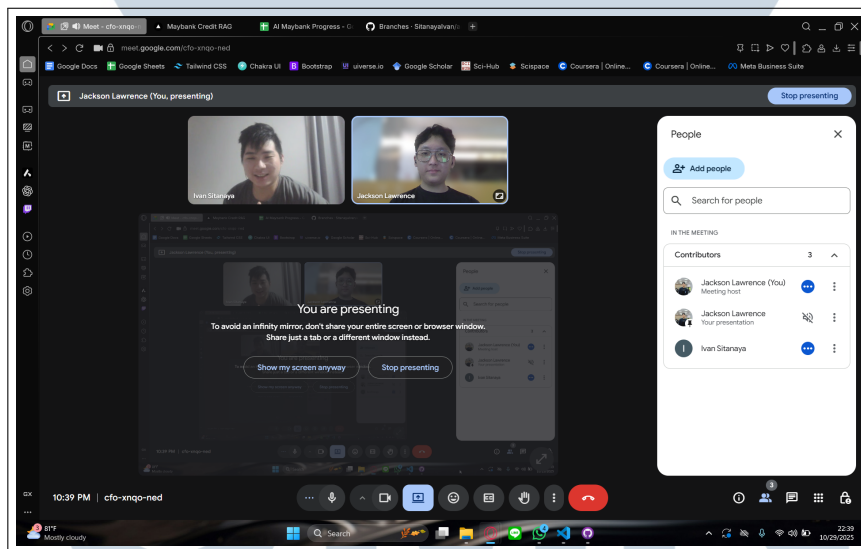 Meet - cfo-xnqo-n
Maybank Credit RAG
AI Maybank Progress - G
Branches · SitanayaIvan/a
meet.google.com/cfo-xnqo-ned
Google Docs
Google Sheets
Tailwind CSS
Chakra UI
Bootstrap
uiverse.io
Google Scholar
Sci-Hub
Scispace
Coursera | Online...
Coursera | Online...
Meta Business Suite
Jackson Lawrence (You, presenting)
Stop presenting
Ivan Sitanaya
Jackson Lawrence
You are presenting
To avoid an infinity mirror, don't share your entire screen or browser window.
Share just a tab or a different window instead.
Show my screen anyway
Stop presenting
People
Add people
Search for people
IN THE MEETING
Contributors 3
Jackson Lawrence (You)
Meeting host
Jackson Lawrence
Your presentation
I Ivan Sitanaya
GX
10:39 PM | cfo-xnqo-ned
3
81°F
Mostly cloudy
Search
22:39
10/29/2025